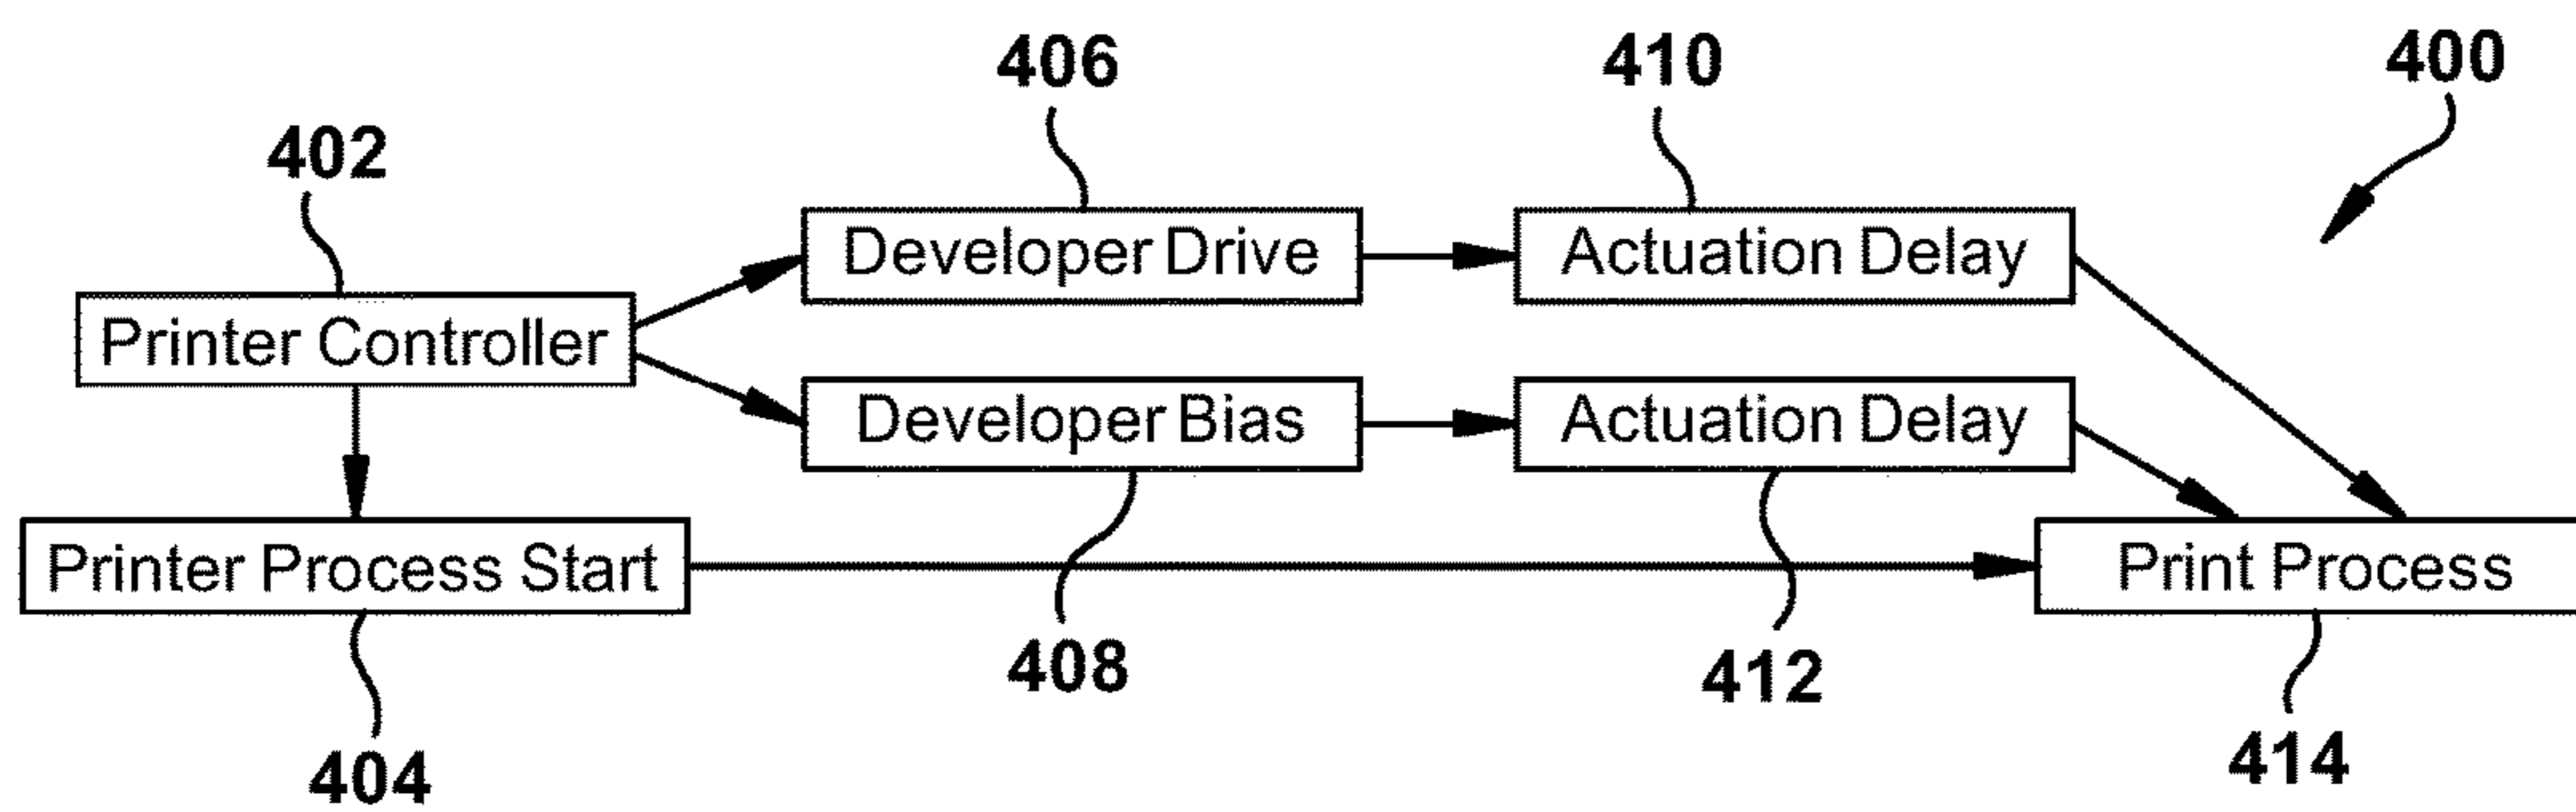 406
410
400
402
Developer Drive
Actuation Delay
Printer Controller
Developer Bias
Actuation Delay
Printer Process Start
Print Process
408
412
404
414